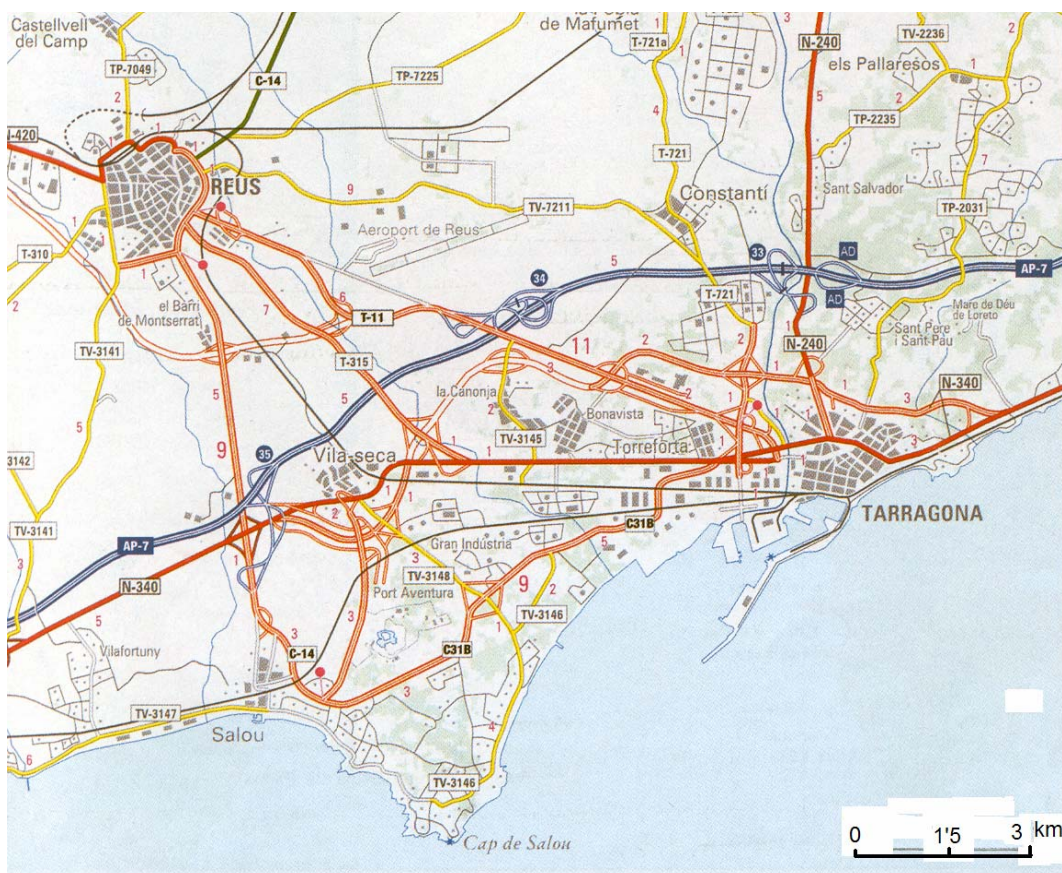 Castellvell
del Camp
de Mafumet
T-721a
N-240
TV-2236
els Pallaresos
TP-7049
C-14
TP-7225
TP-2235
N-420
REUS
T-721
Constantí
Sant Salvador
TV-7211
TP-2031
T-310
Aeroport de Reus
33
AD
AP-7
34
AD
el Barri
de Montserrat
T-11
T-721
Mare de Déu
de Loreto
Sant Pere
i Sant Pau
TV-3141
T-315
N-240
N-340
la Canonja
Bonavista
TV-3145
Torreforta
35
Vila-seca
3142
TV-3141
AP-7
C31B
TARRAGONA
Gran Indústria
N-340
TV-3148
Port Aventura
TV-3146
Vilafortuny
C-14
C31B
TV-3147
Salou
TV-3146
Cap de Salou
0 1'5 3 km